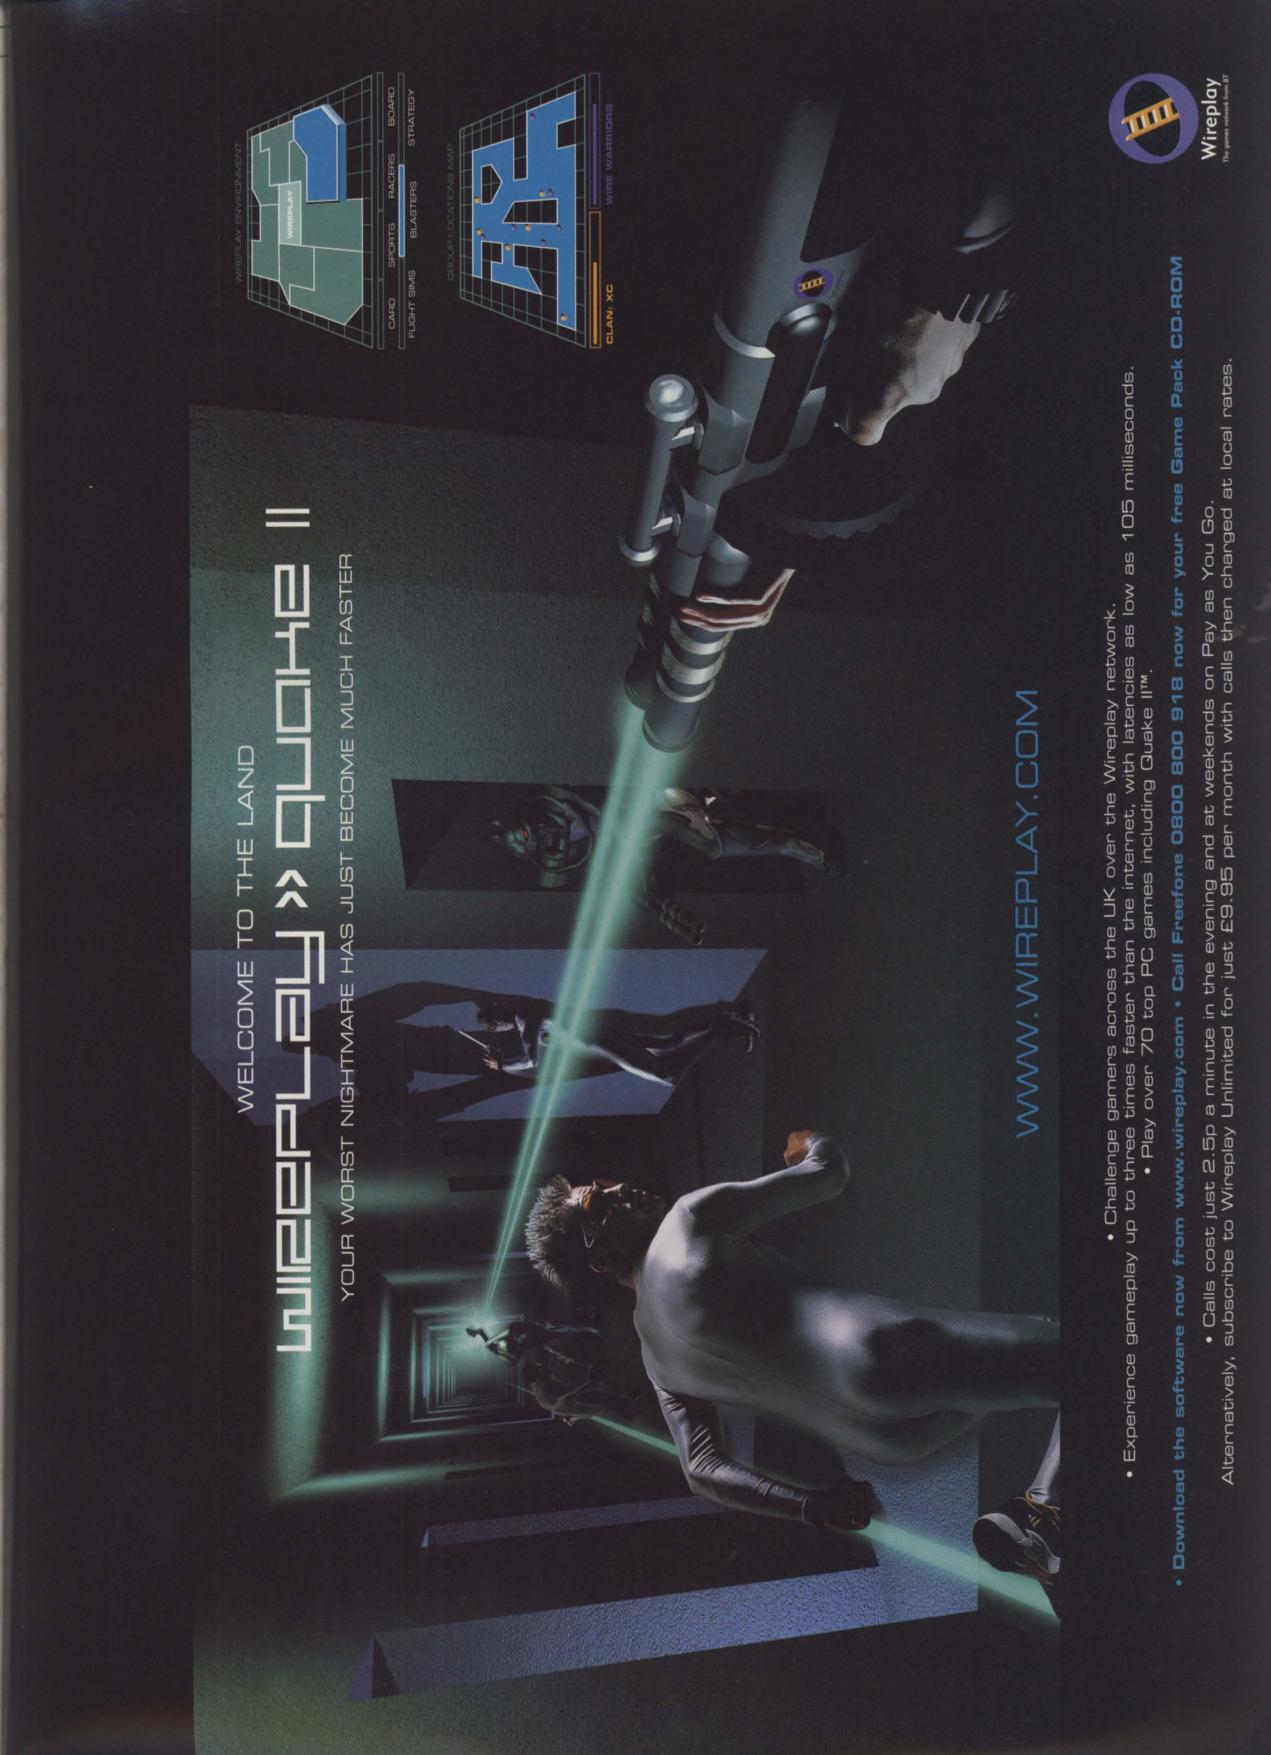 WELCOME TO THE LAND
WIREPLAY >> QUAKE II
YOUR WORST NIGHTMARE HAS JUST BECOME MUCH FASTER
WIREPLAY ENVIRONMENT
WIREPLAY
CARD SPORTS RACERS BOARD
FLIGHT SIMS BLASTERS STRATEGY
GROUP LOCATIONS MAP
CLAN: XC WIRE WARRIORS
WWW.WIREPLAY.COM
• Challenge gamers across the UK over the Wireplay network.
• Experience gameplay up to three times faster than the internet, with latencies as low as 105 milliseconds.
• Play over 70 top PC games including Quake II™.
• Download the software now from www.wireplay.com • Call Freefone 0800 800 918 now for your free Game Pack CD-ROM
• Calls cost just 2.5p a minute in the evening and at weekends on Pay as You Go.
Alternatively, subscribe to Wireplay Unlimited for just £9.95 per month with calls then charged at local rates.
Wireplay
The games network from BT